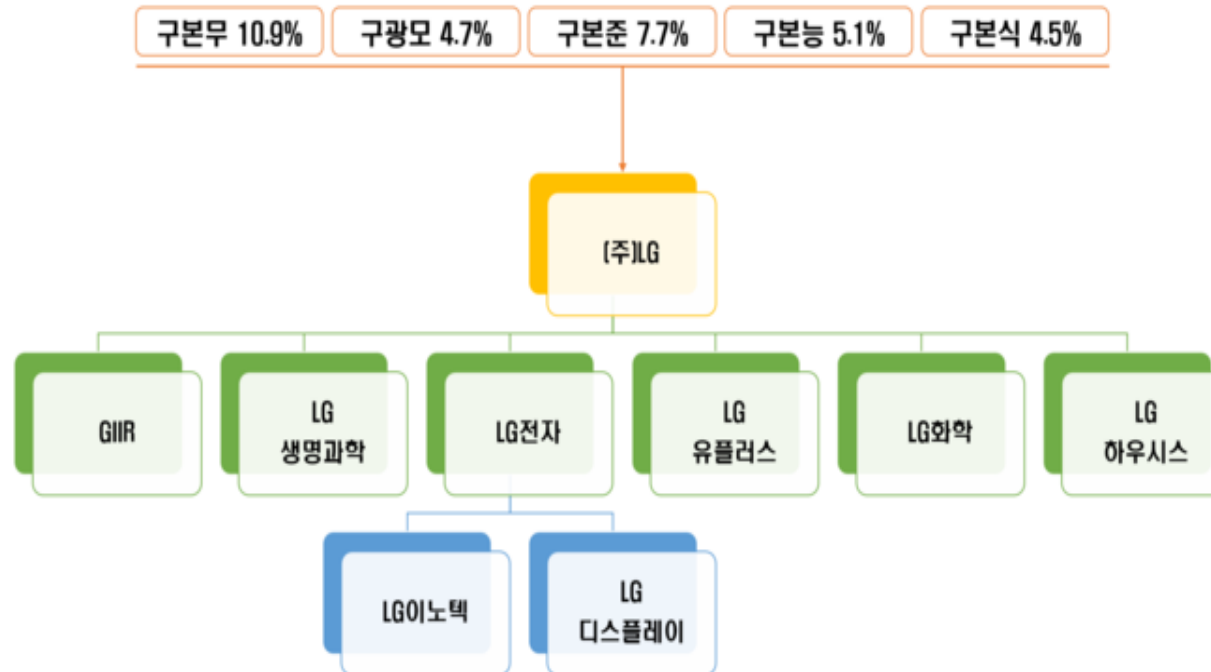 구본무 10.9%
구광모 4.7%
구본준 7.7%
구본능 5.1%
구본식 4.5%
(주)LG
GIIR
LG
생명과학
LG전자
LG
유플러스
LG화학
LG
하우시스
LG이노텍
LG
디스플레이